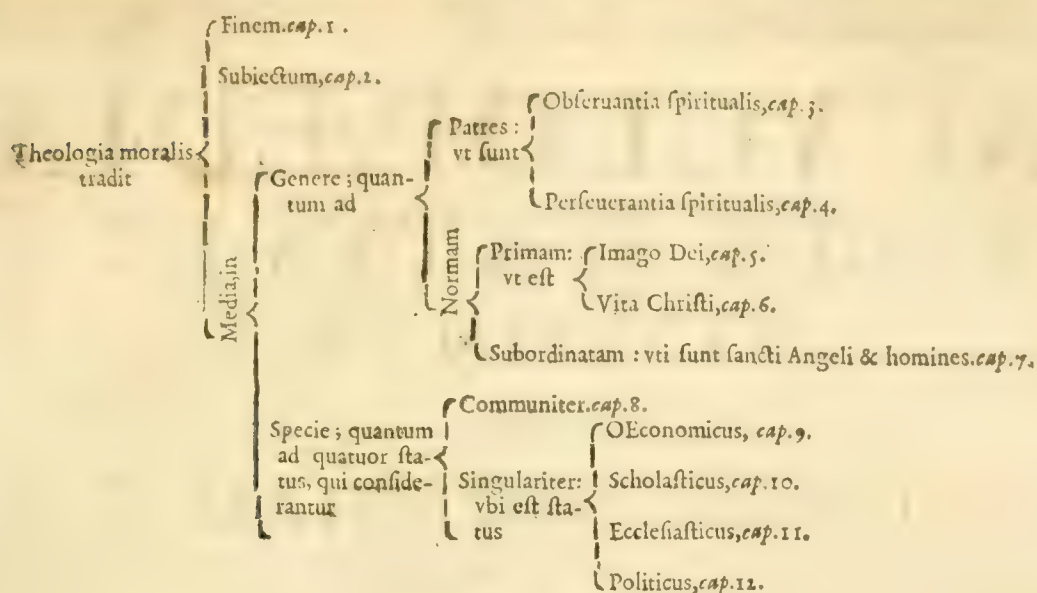 Finem.cap.1.
Subiectum,cap.2.
Theologia moralis
tradit
Media,in
Genere; quan-
tum ad
Patres:
vt ſunt
Obſeruantia ſpiritualis,cap.3.
Perſeuerantia ſpiritualis,cap.4.
Normam
Primam:
vt eſt
Imago Dei,cap.5.
Vita Chriſti,cap.6.
Subordinatam: vti ſunt ſancti Angeli & homines.cap.7.
Specie; quantum
ad quatuor ſta-
tus, qui conſide-
rantur
Communiter.cap.8.
Singulariter:
vbi eſt ſta-
tus
OEconomicus, cap.9.
Scholaſticus,cap.10.
Eccleſiaſticus,cap.11.
Politicus,cap.12.